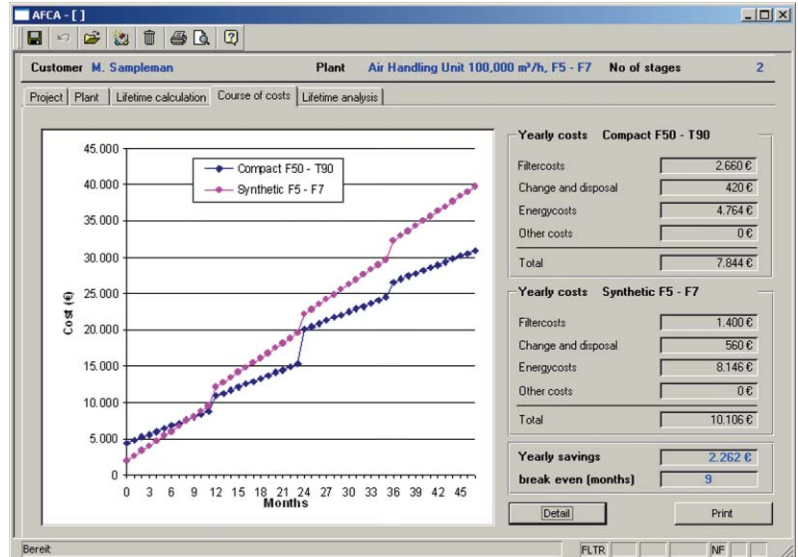 AFCA - [ ]
Customer M. Sampleman Plant Air Handling Unit 100,000 m³/h, F5 - F7 No of stages 2
Project Plant Lifetime calculation Course of costs Lifetime analysis
Compact F50 - T90
Synthetic F5 - F7
45.000
40.000
35.000
30.000
25.000
20.000
15.000
10.000
5.000
0
Cost (€)
0 3 6 9 12 15 18 21 24 27 30 33 36 39 42 45
Months
Yearly costs Compact F50 - T90
Filtercosts 2.660 €
Change and disposal 420 €
Energycosts 4.764 €
Other costs 0 €
Total 7.844 €
Yearly costs Synthetic F5 - F7
Filtercosts 1.400 €
Change and disposal 560 €
Energycosts 8.146 €
Other costs 0 €
Total 10.106 €
Yearly savings 2.262 €
break even (months) 9
Detail Print
Bereit FLTR NF